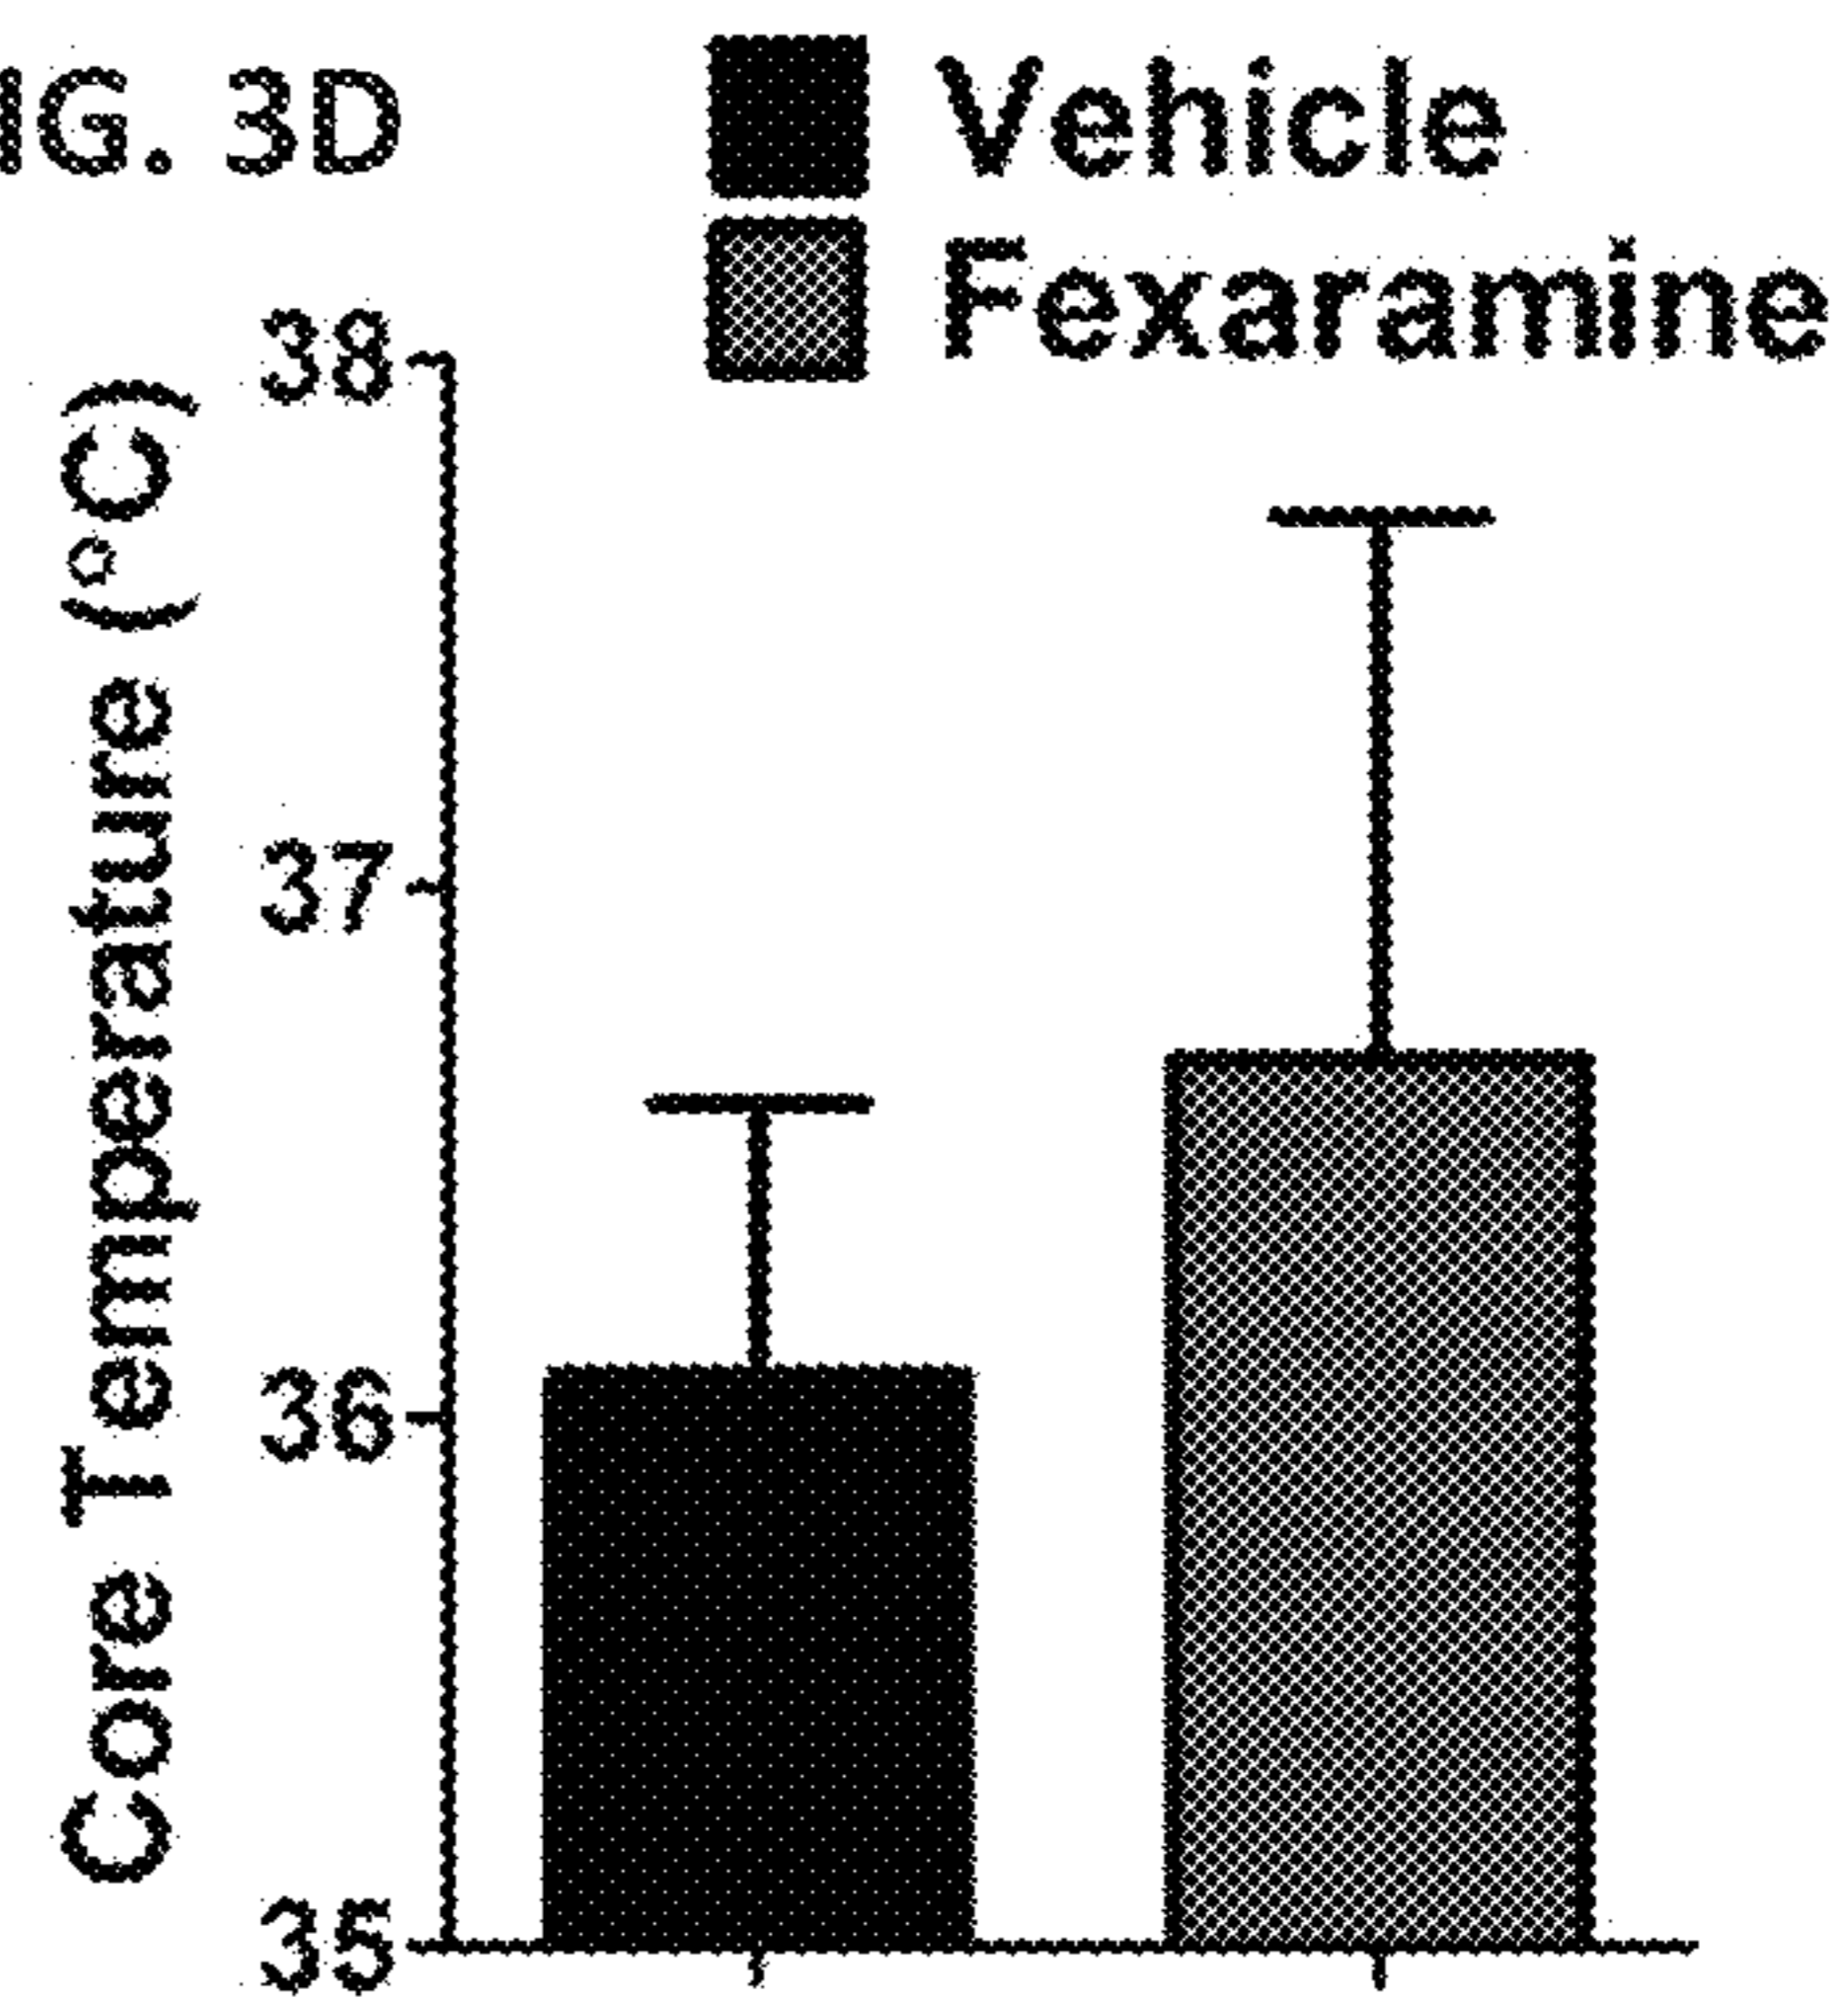 IG. 3D
Vehicle
Fexaramine
Core Temperature (°C)
38
37
36
35